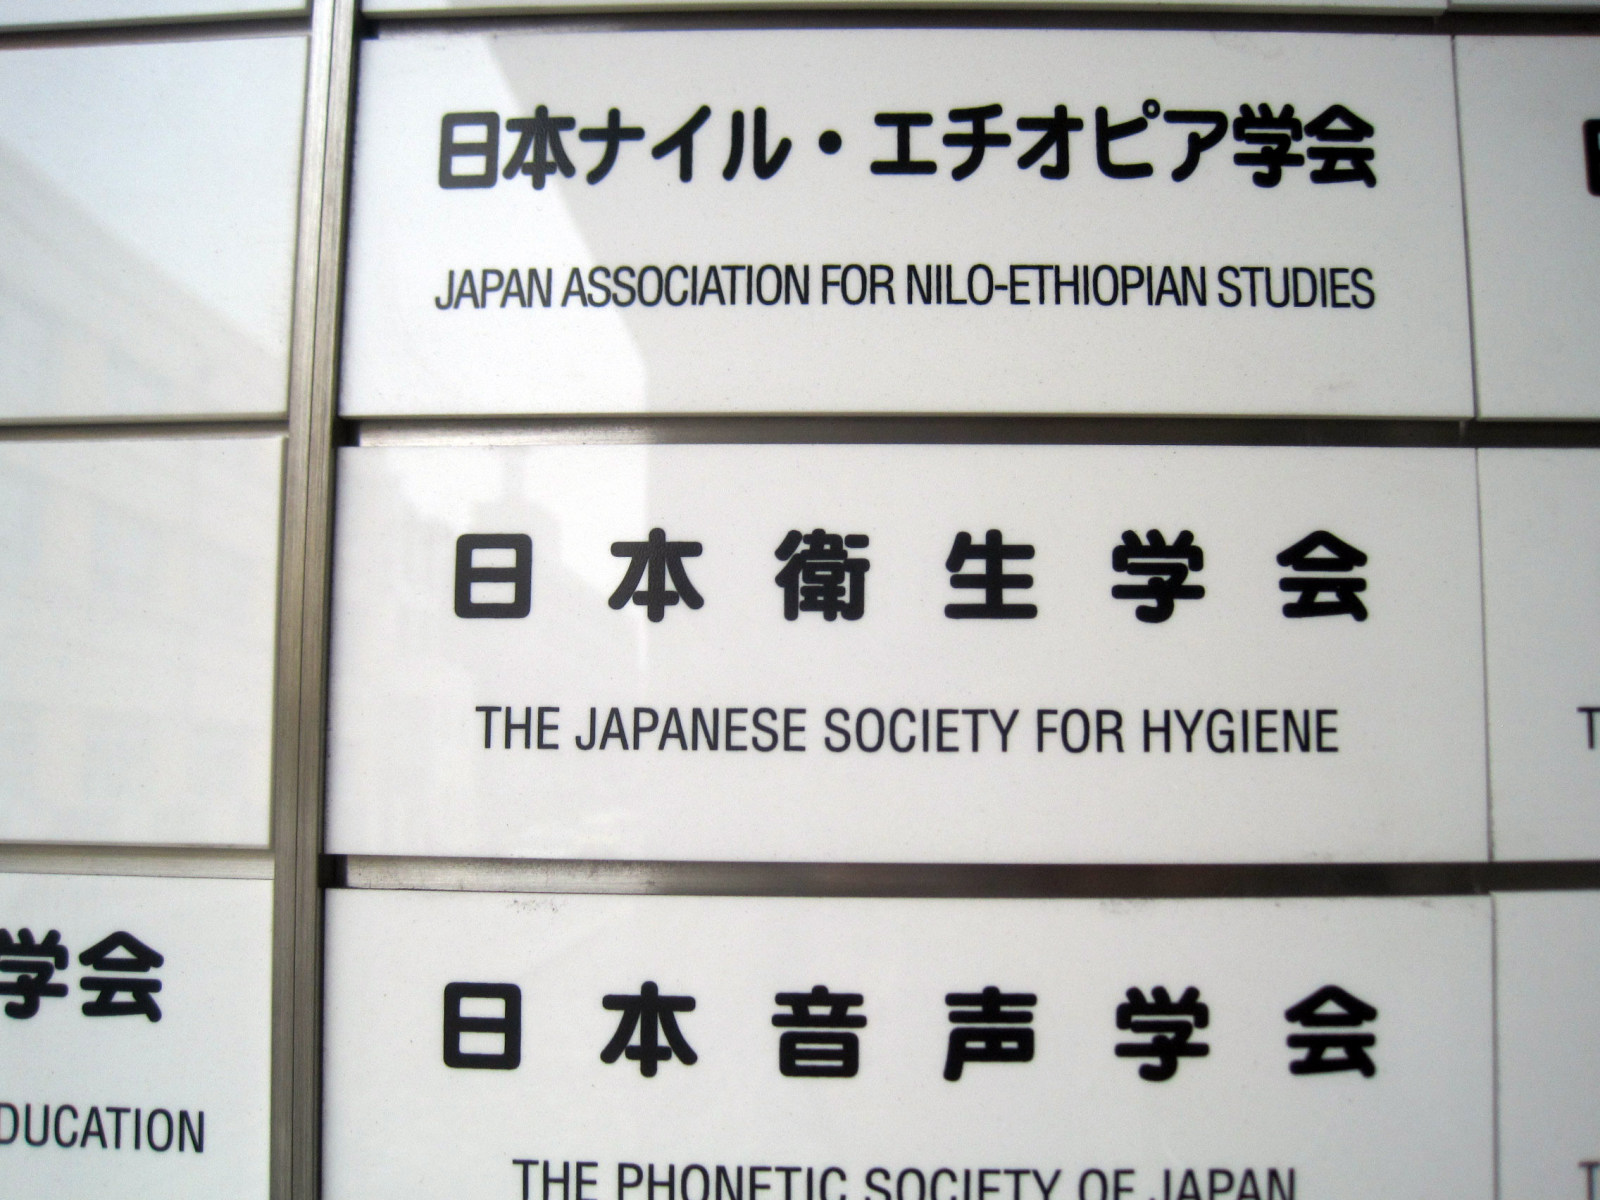 日本ナイル・エチオピア学会
JAPAN ASSOCIATION FOR NILO-ETHIOPIAN STUDIES
日本衛生学会
THE JAPANESE SOCIETY FOR HYGIENE
学会
DUCATION
日本音声学会
THE PHONETIC SOCIETY OF JAPAN